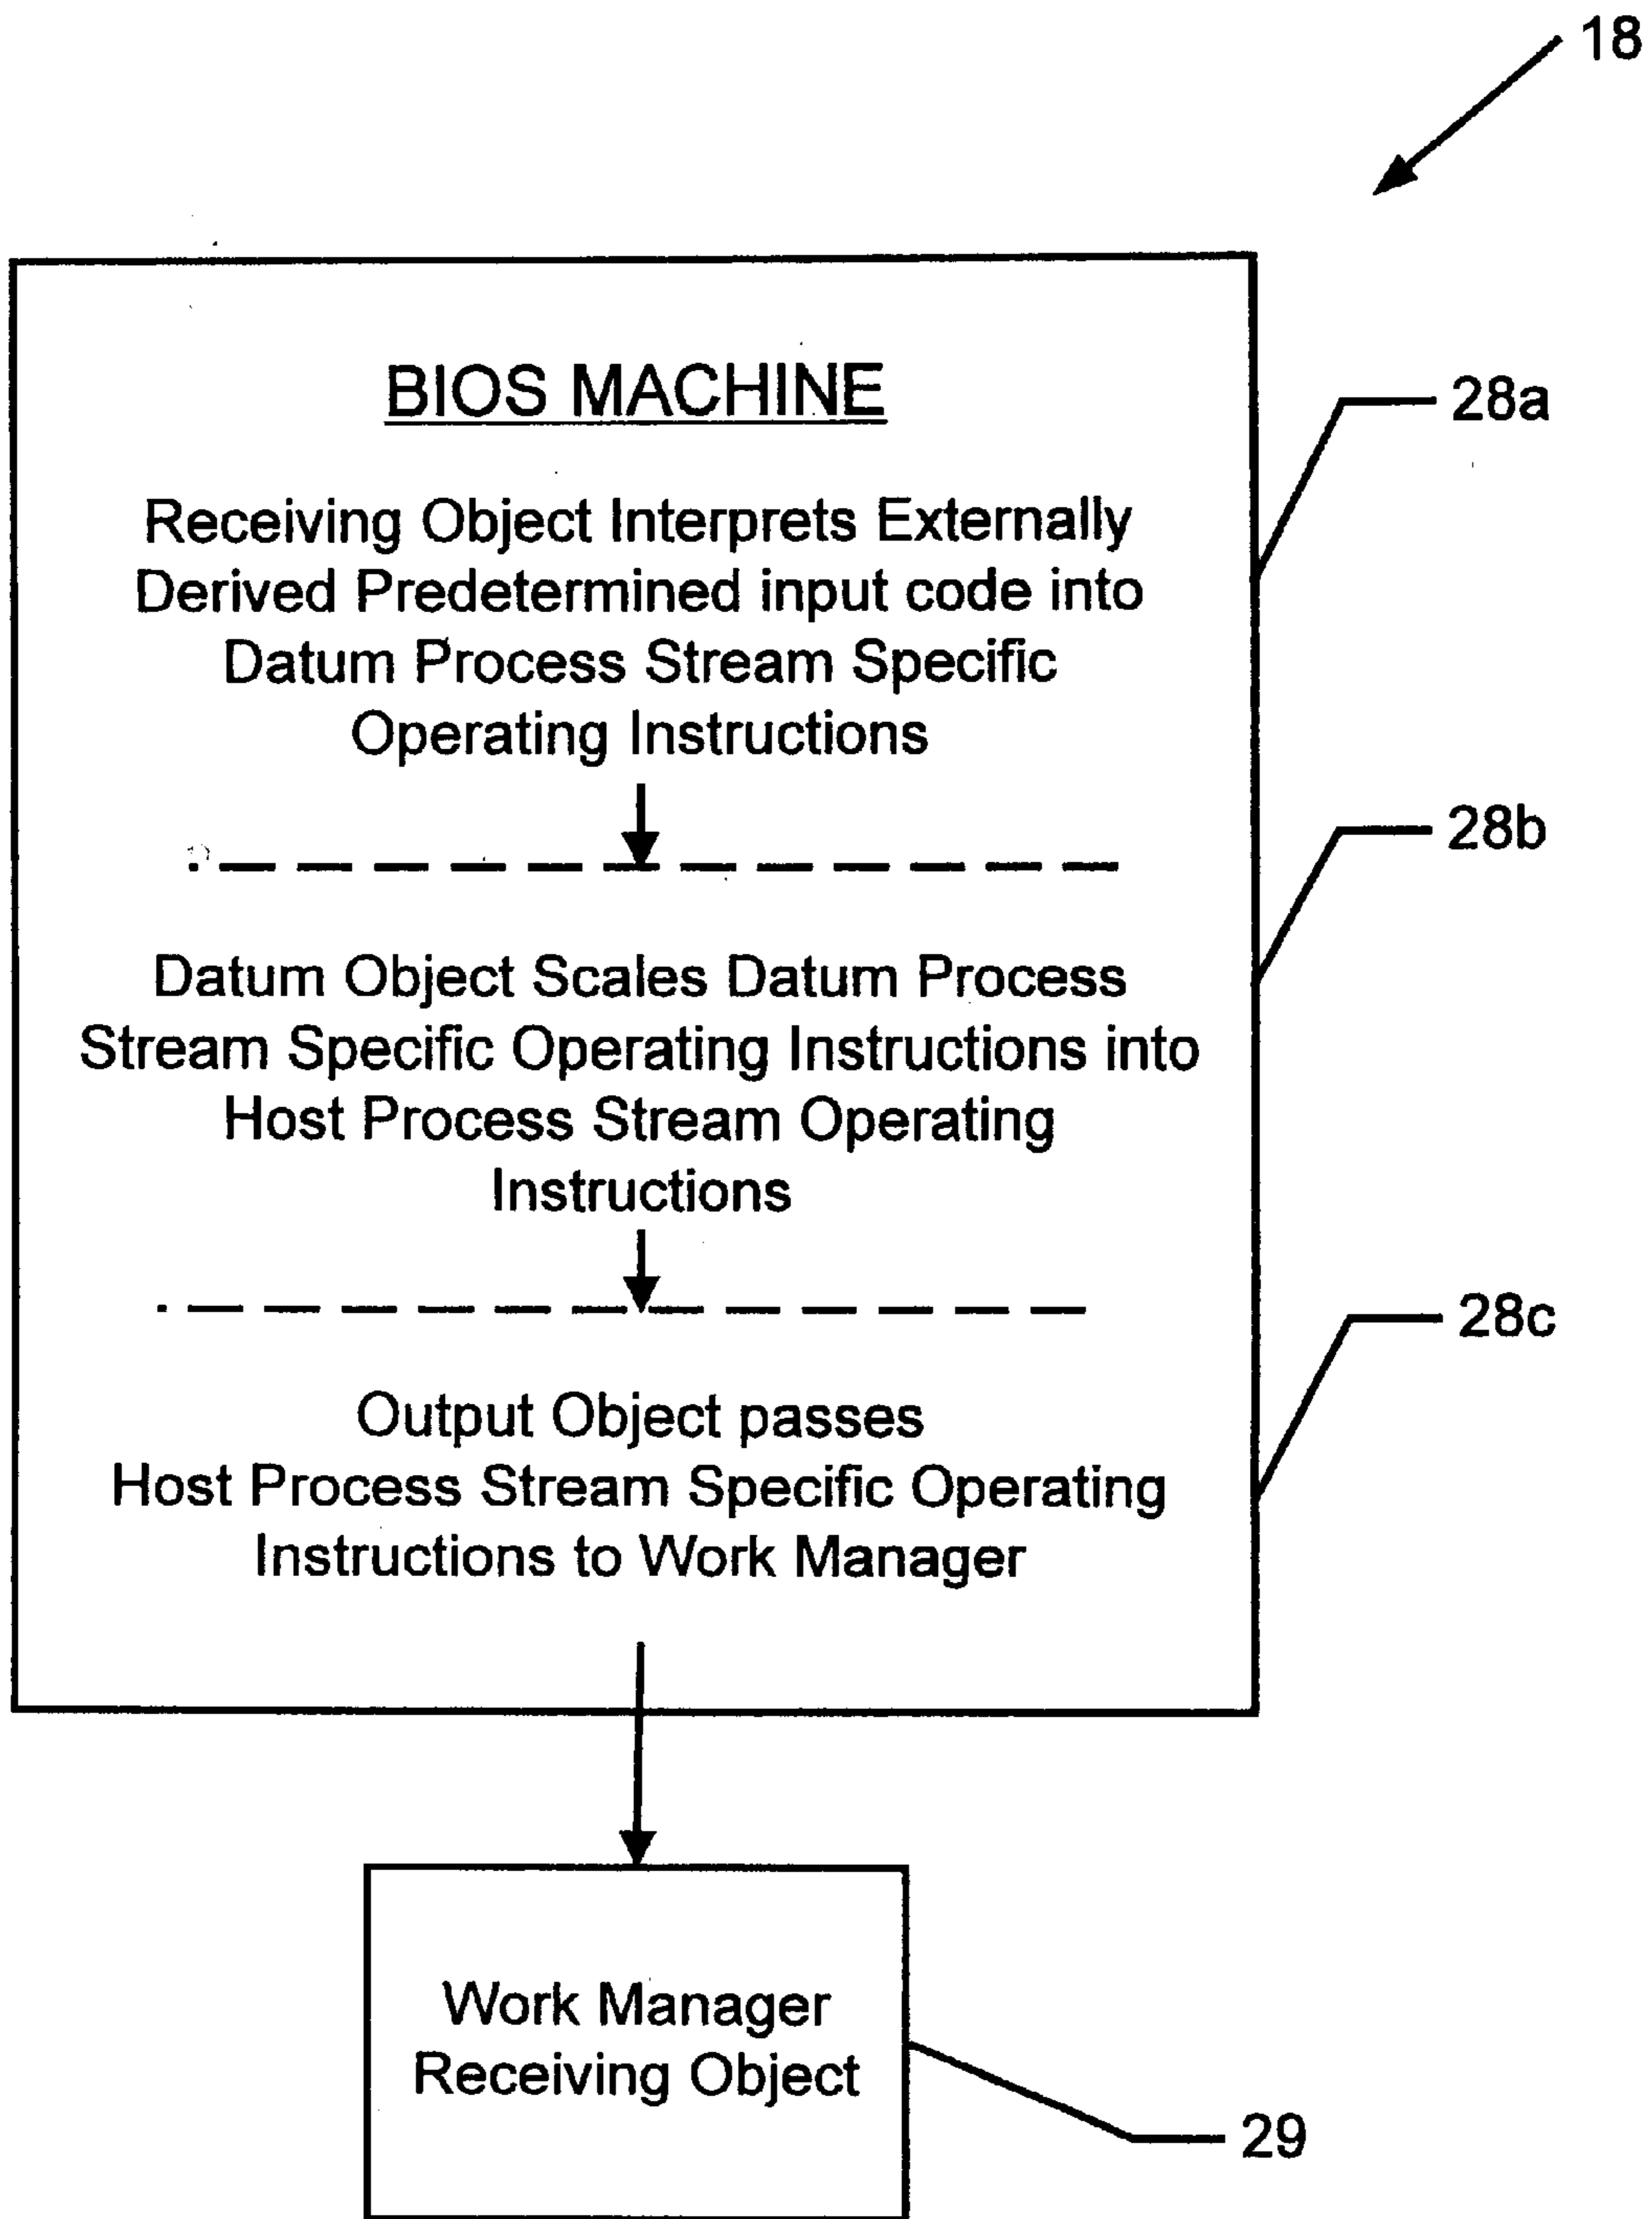 18
BIOS MACHINE
28a
Receiving Object Interprets Externally
Derived Predetermined input code into
Datum Process Stream Specific
Operating Instructions
28b
Datum Object Scales Datum Process
Stream Specific Operating Instructions into
Host Process Stream Operating
Instructions
28c
Output Object passes
Host Process Stream Specific Operating
Instructions to Work Manager
Work Manager
Receiving Object
29